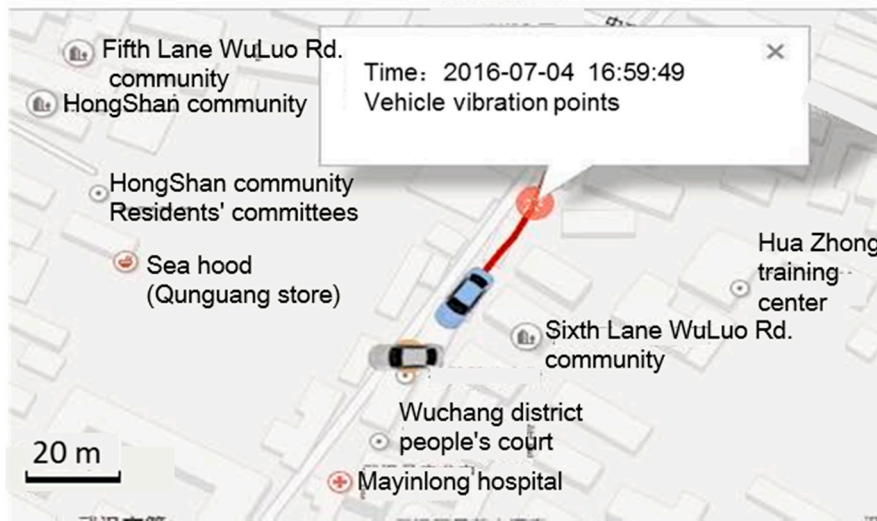 Time: 2016-07-04 16:59:49
Vehicle vibration points
Fifth Lane WuLuo Rd.
community
HongShan community
HongShan community
Residents' committees
Sea hood
(Qunguang store)
Hua Zhong
training
center
Sixth Lane WuLuo Rd.
community
Wuchang district
people's court
20 m
Mayinlong hospital